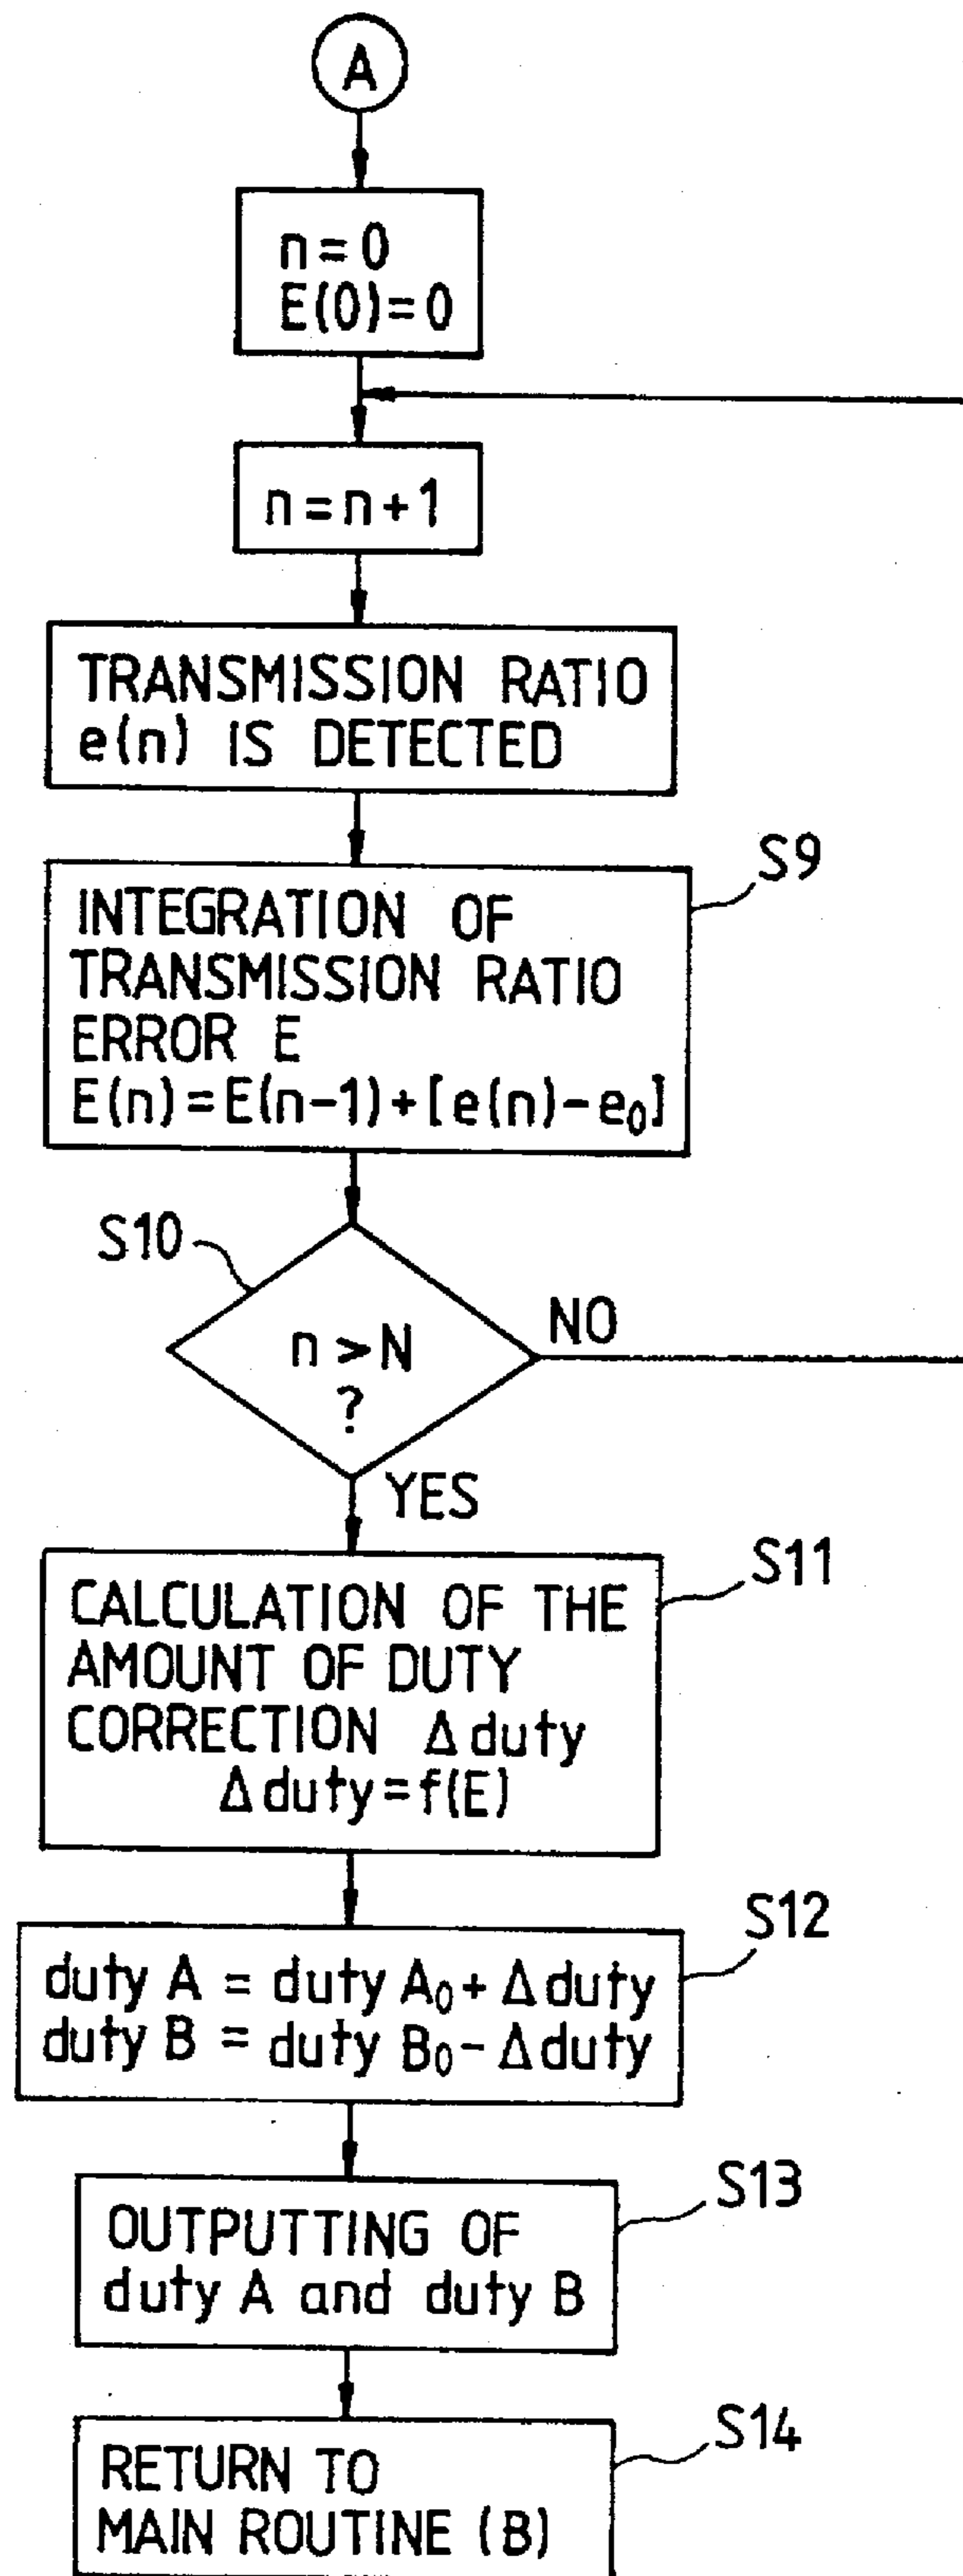 A
n=0
E(0)=0
n=n+1
TRANSMISSION RATIO
e(n) IS DETECTED
S9
INTEGRATION OF
TRANSMISSION RATIO
ERROR E
E(n)=E(n-1)+[e(n)-e₀]
S10
n>N
?
NO
YES
S11
CALCULATION OF THE
AMOUNT OF DUTY
CORRECTION Δduty
Δduty=f(E)
S12
duty A = duty A₀+Δduty
duty B = duty B₀-Δduty
S13
OUTPUTTING OF
duty A and duty B
S14
RETURN TO
MAIN ROUTINE (B)